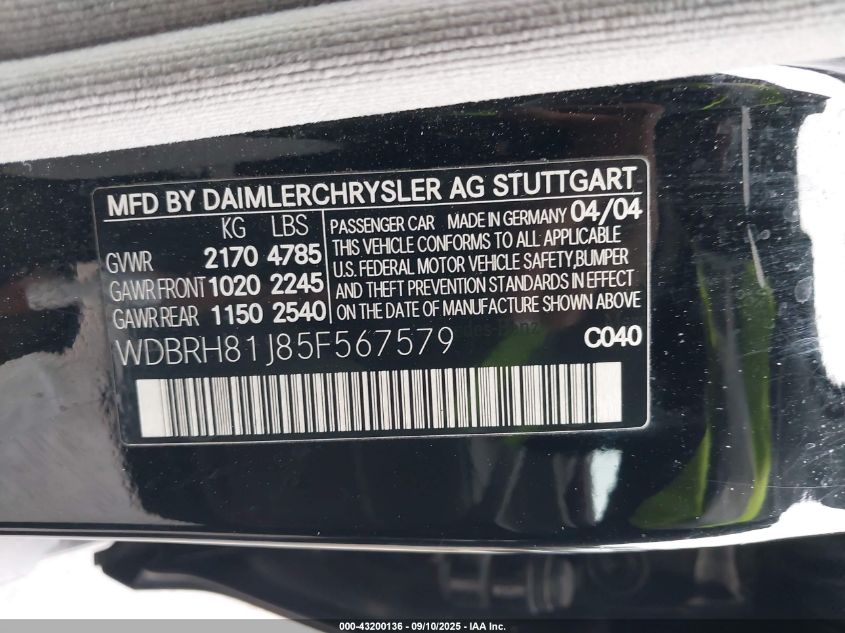 MFD BY DAIMLERCHRYSLER AG STUTTGART
KG LBS
GVWR 2170 4785
GAWR FRONT 1020 2245
GAWR REAR 1150 2540
PASSENGER CAR MADE IN GERMANY 04/04
THIS VEHICLE CONFORMS TO ALL APPLICABLE
U.S. FEDERAL MOTOR VEHICLE SAFETY,BUMPER
AND THEFT PREVENTION STANDARDS IN EFFECT
ON THE DATE OF MANUFACTURE SHOWN ABOVE
WDBRH81J85F567579 C040
000-43200136 - 09/10/2025 - IAA Inc.